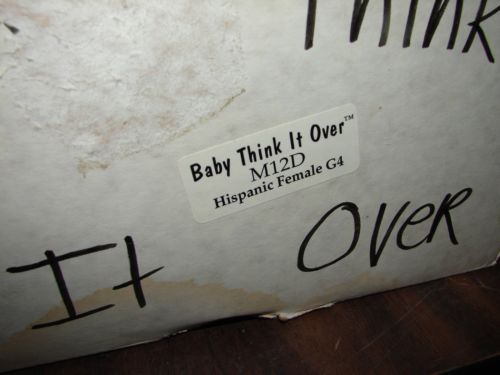 Think
Baby Think It Over™
M12D
Hispanic Female G4
It Over